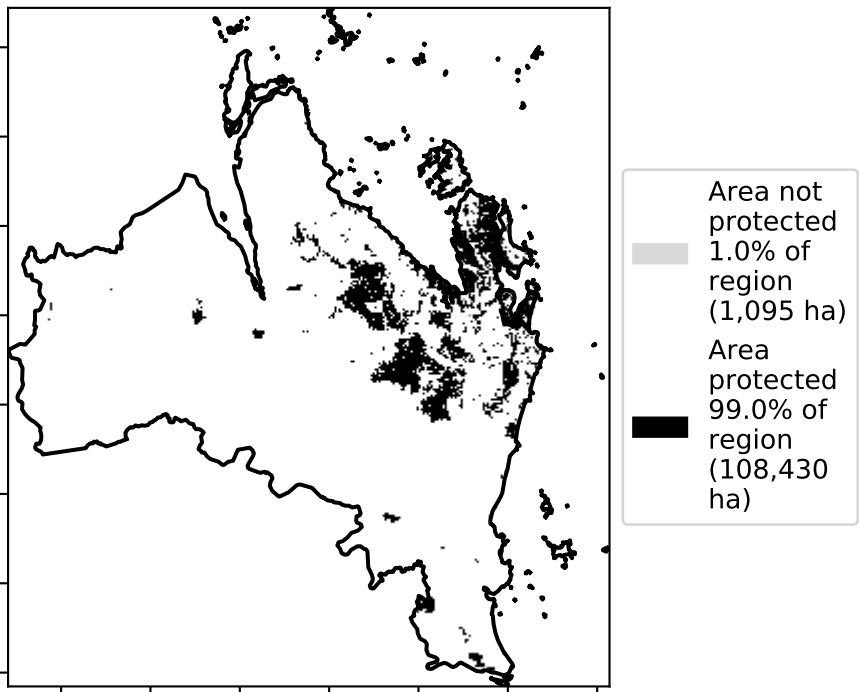 Area not
protected
1.0% of
region
(1,095 ha)
Area
protected
99.0% of
region
(108,430
ha)